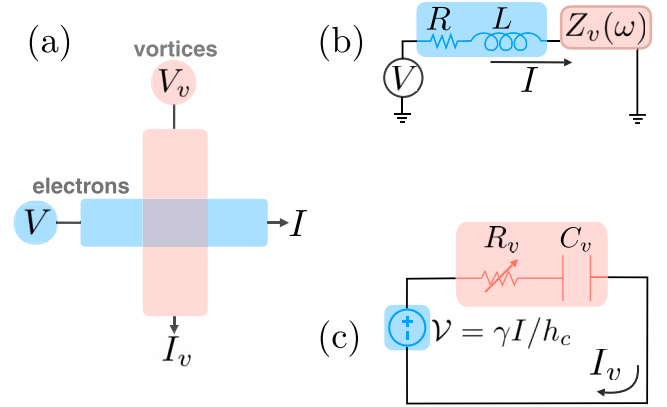 (a)
vortices
V_v
electrons
V
I
I_v
(b)
R
L
Z_v(ω)
V
I
(c)
R_v
C_v
𝒱 = γI/h_c
I_v